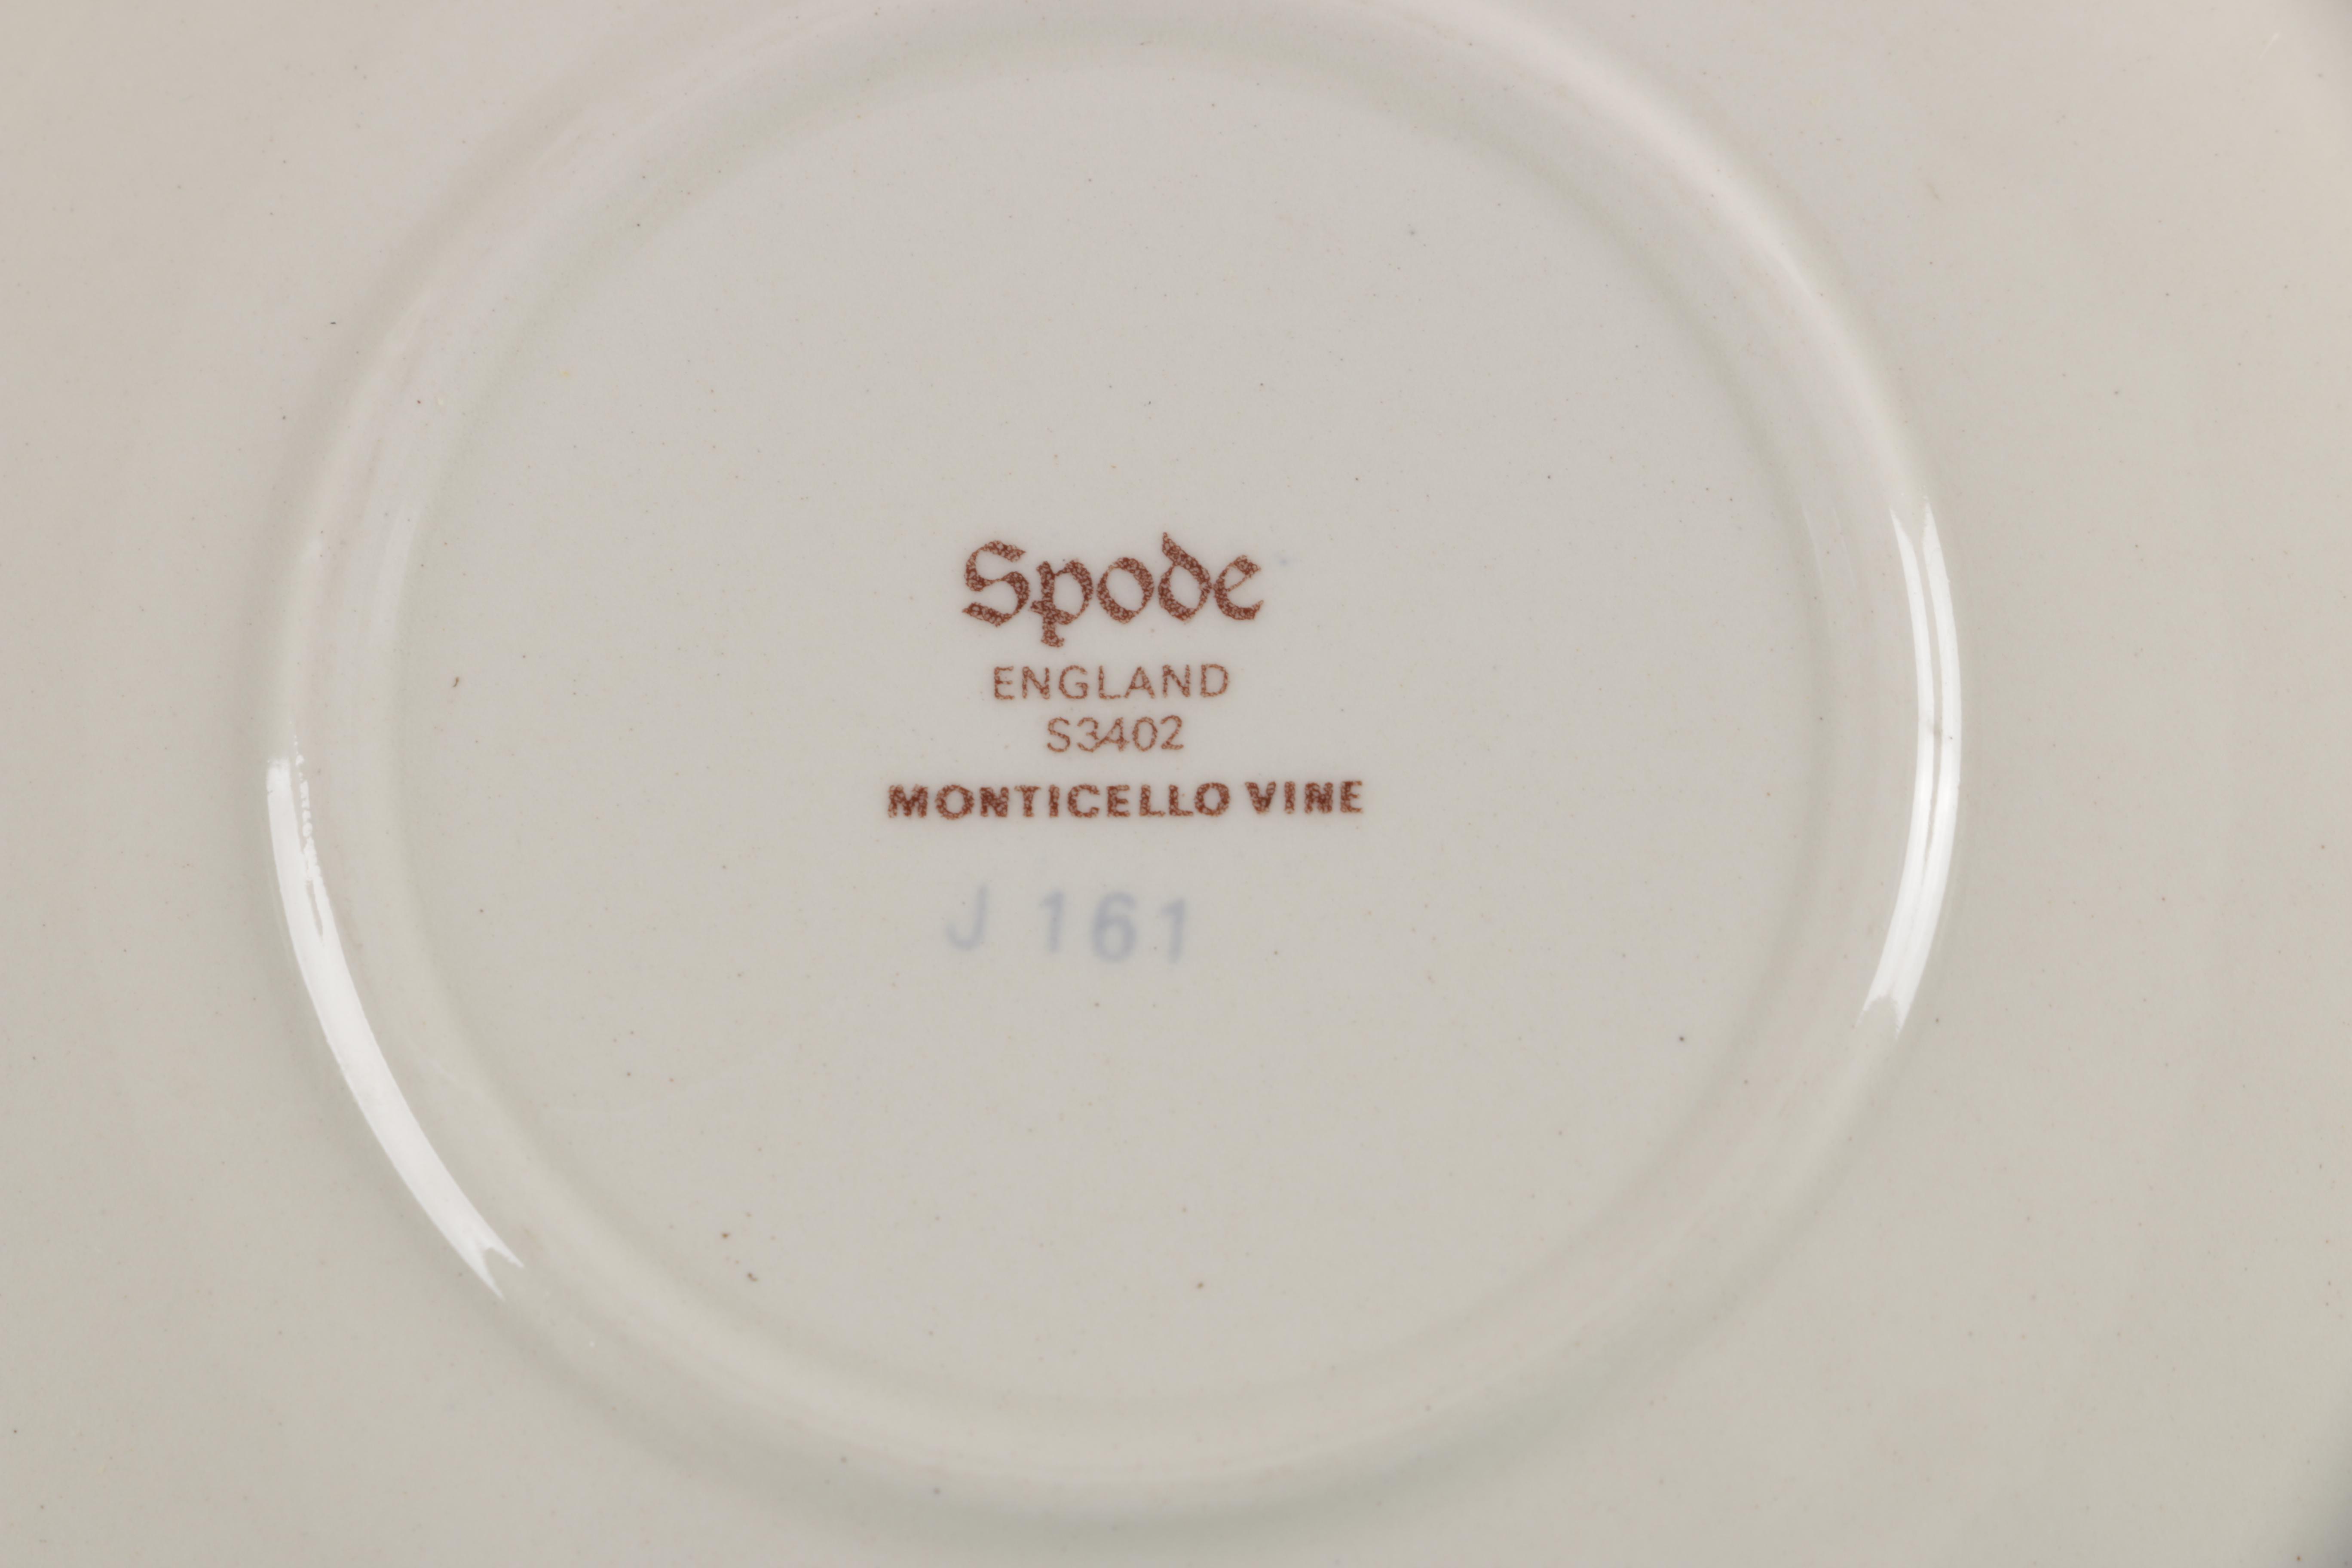 Spode
ENGLAND
S3402
MONTICELLO VINE
J 161